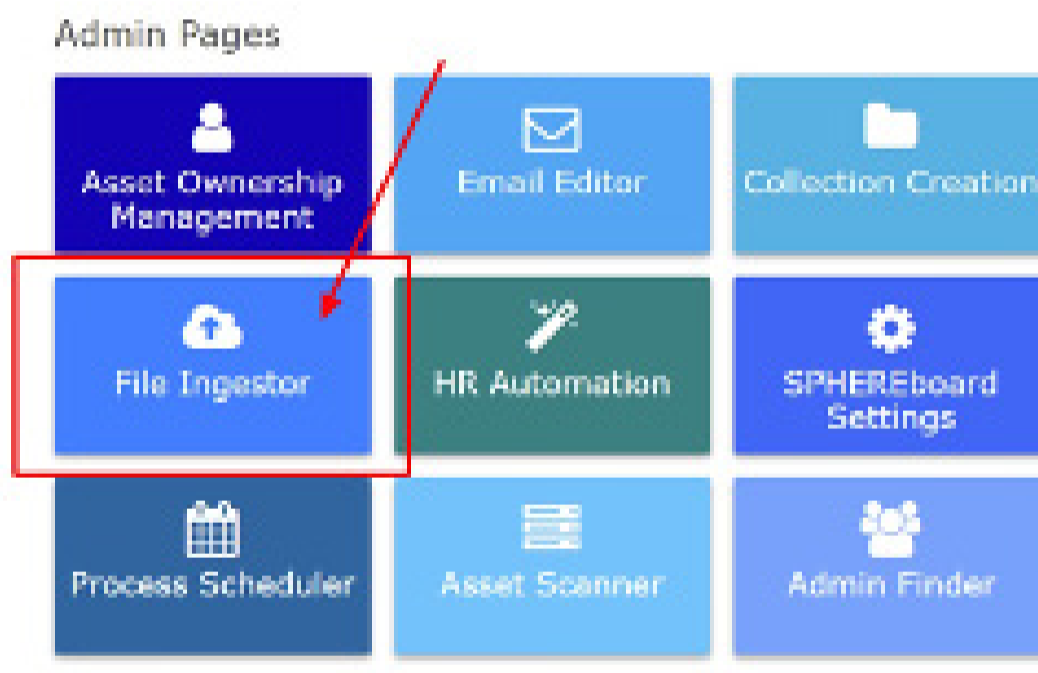 Admin Pages
Asset Ownership
Management
Email Editor
Collection Creation
File Ingestor
HR Automation
SPHEREboard
Settings
Process Scheduler
Asset Scanner
Admin Finder